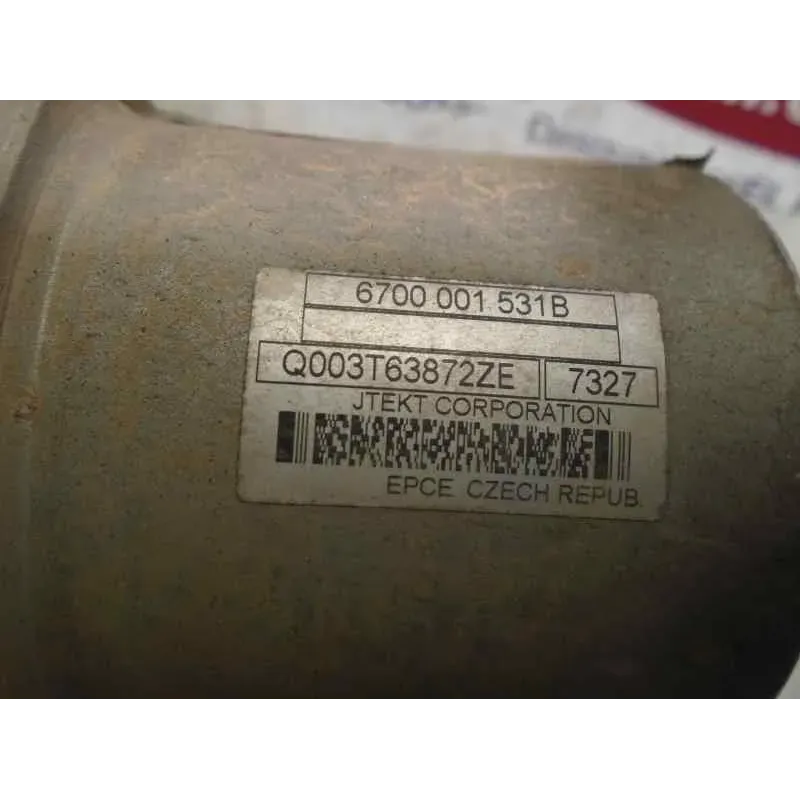 6700 001 531B
Q003T63872ZE 7327
JTEKT CORPORATION
EPCE CZECH REPUB.